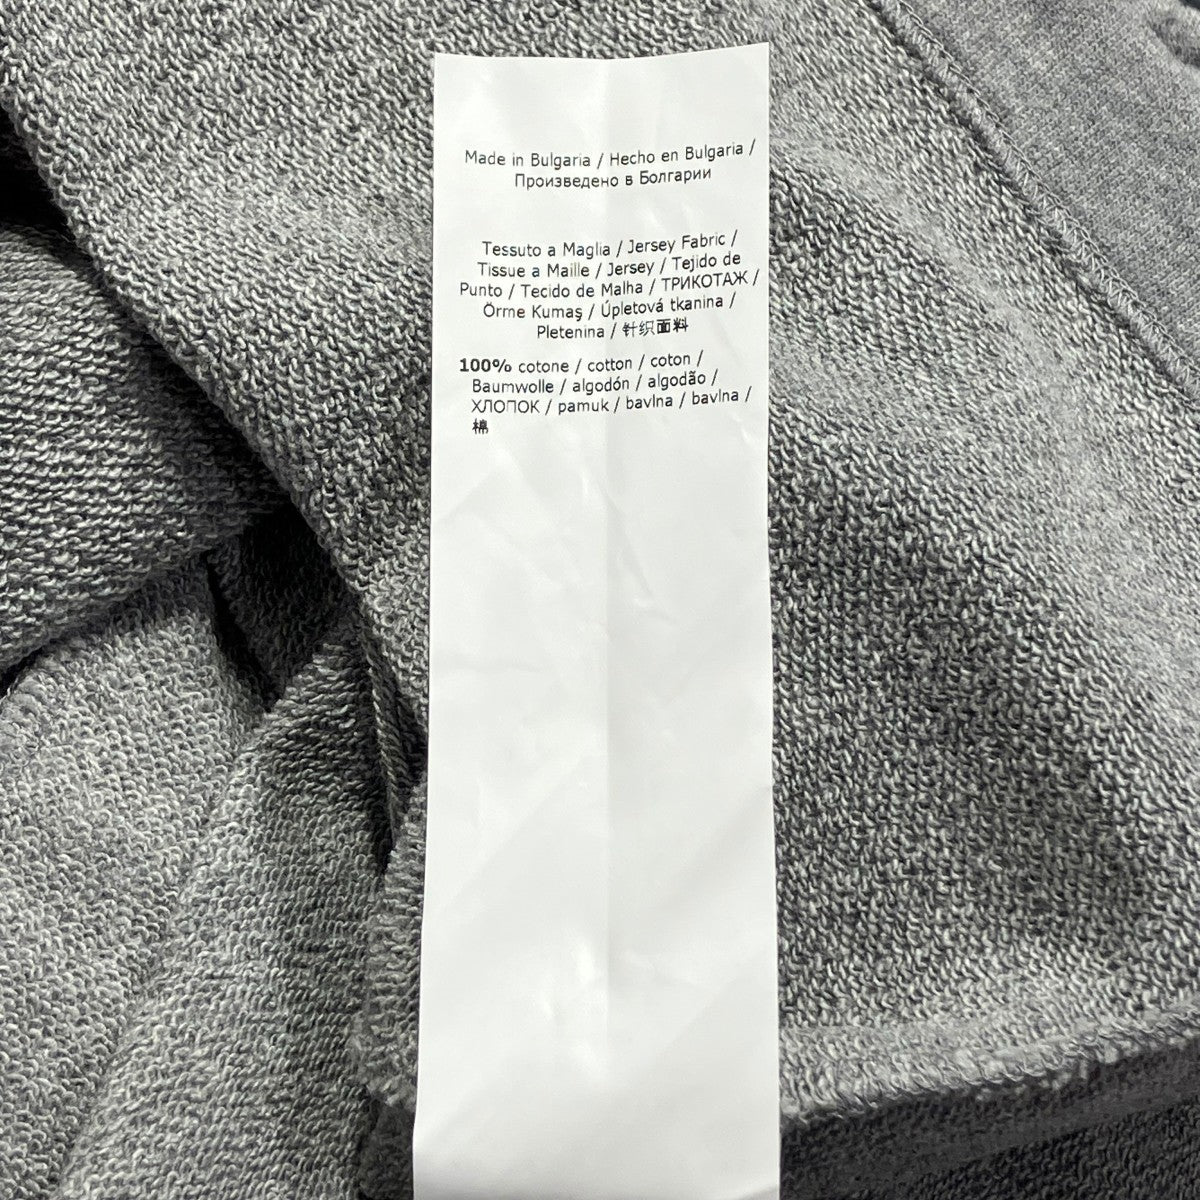 Made in Bulgaria / Hecho en Bulgaria /
Произведено в Болгарии
Tessuto a Maglia / Jersey Fabric /
Tissue a Maille / Jersey / Tejido de
Punto / Tecido de Malha / ТРИКОТАЖ /
Örme Kumaş / Úpletová tkanina /
Pletenina / 针织面料
100% cotone / cotton / coton /
Baumwolle / algodón / algodão /
ХЛОПОК / pamuk / bavlna / bavlna /
棉